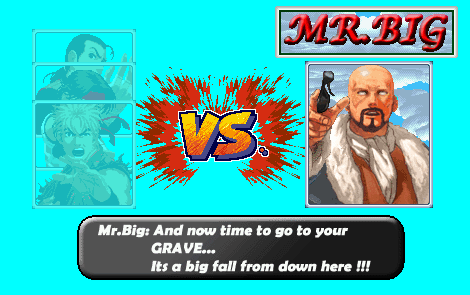 MR.BIG
VS.
Mr.Big: And now time to go to your
GRAVE...
Its a big fall from down here !!!